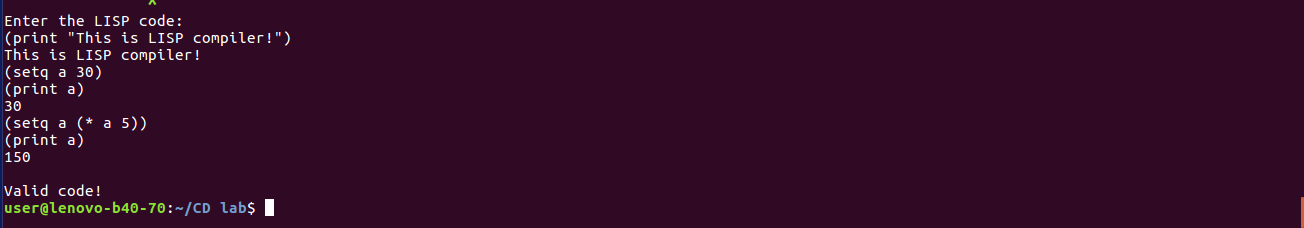 ^
Enter the LISP code:
(print "This is LISP compiler!")
This is LISP compiler!
(setq a 30)
(print a)
30
(setq a (* a 5))
(print a)
150
Valid code!
user@lenovo-b40-70:~/CD lab$